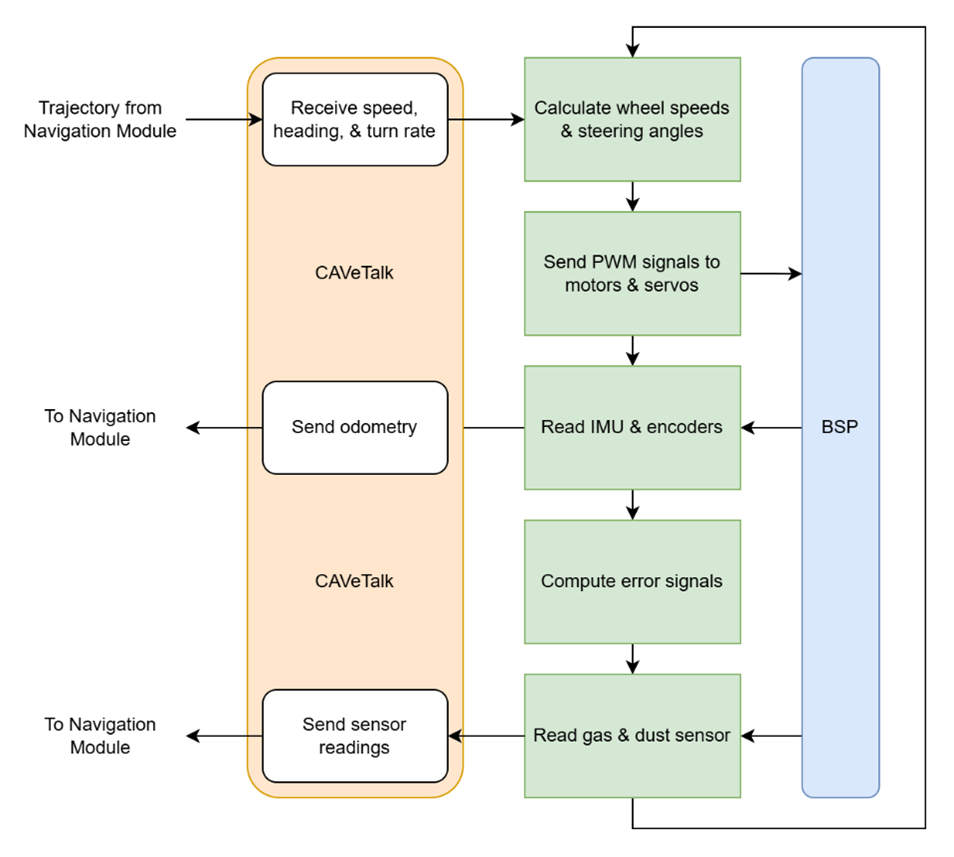 Trajectory from
Navigation Module
Receive speed,
heading, & turn rate
Calculate wheel speeds
& steering angles
CAVeTalk
Send PWM signals to
motors & servos
To Navigation
Module
Send odometry
Read IMU & encoders
BSP
CAVeTalk
Compute error signals
To Navigation
Module
Send sensor
readings
Read gas & dust sensor